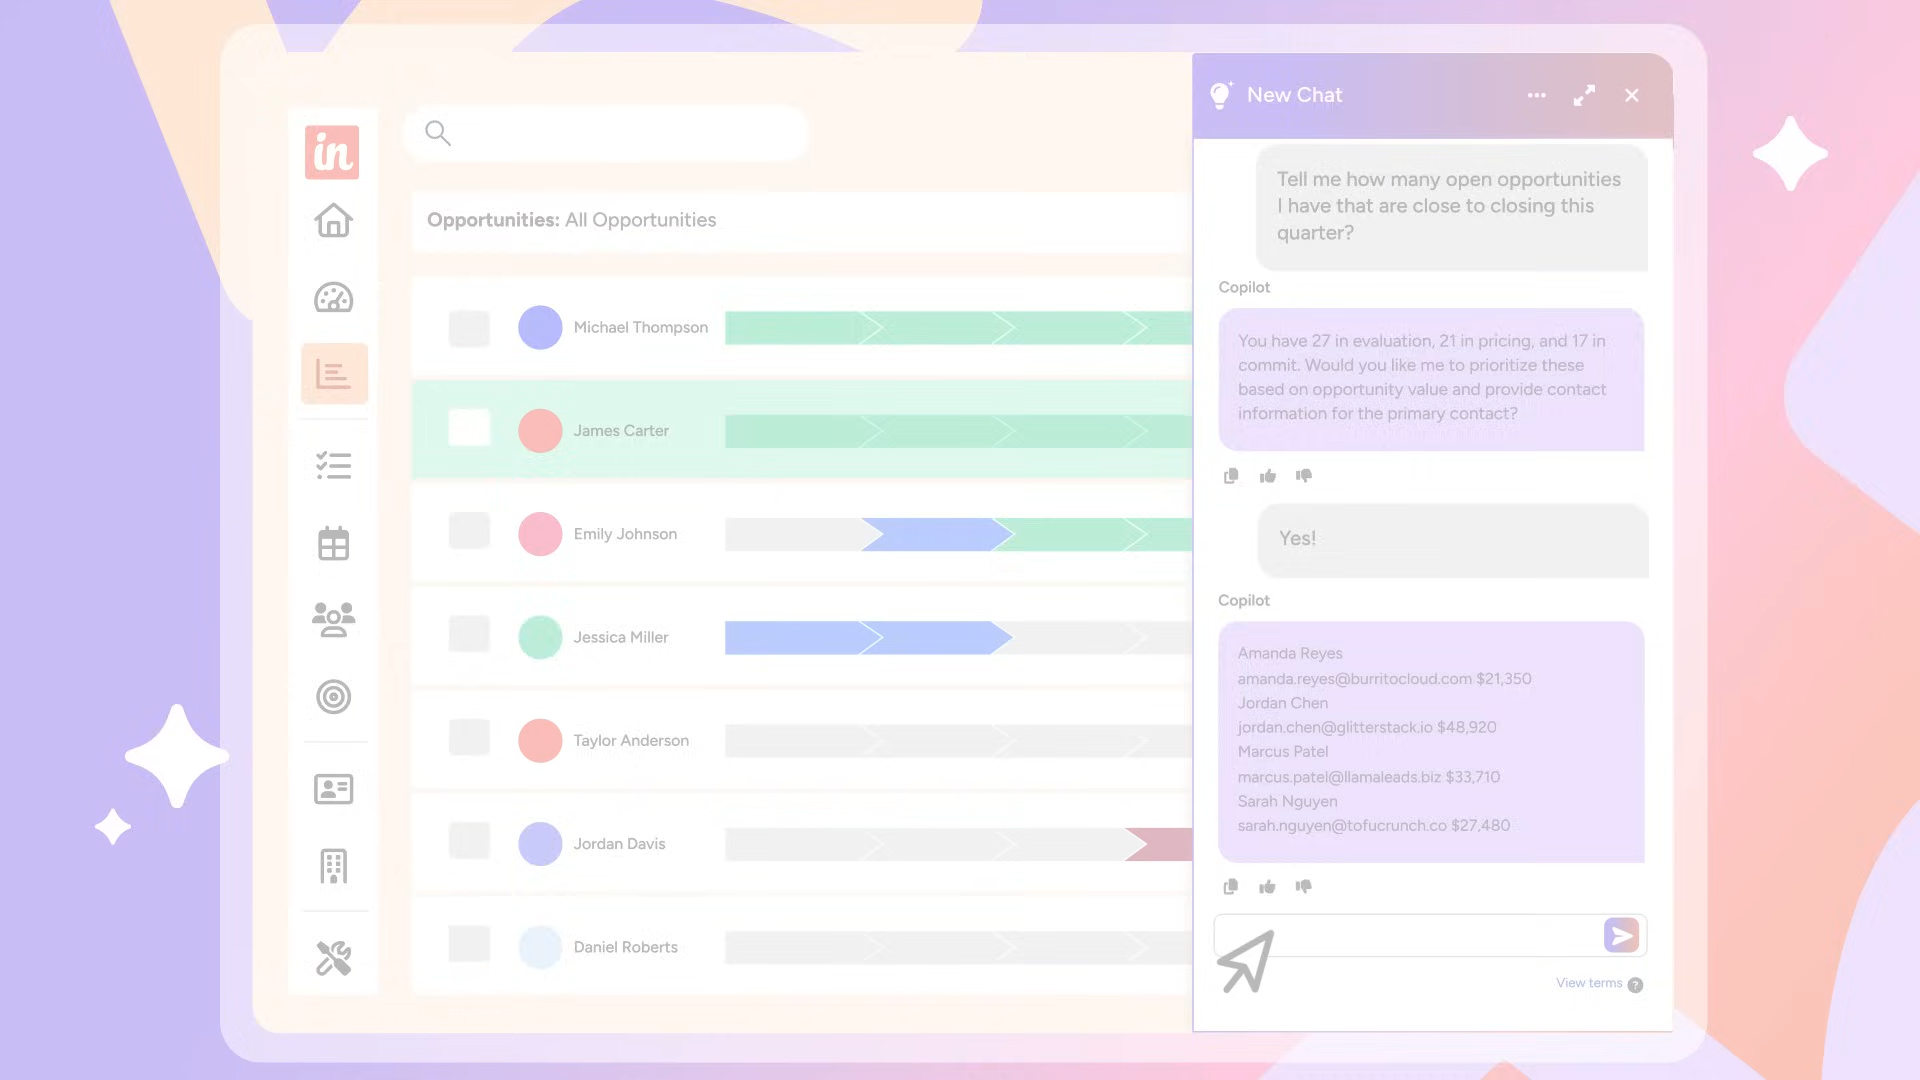 in
Opportunities: All Opportunities
Michael Thompson
James Carter
Emily Johnson
Jessica Miller
Taylor Anderson
Jordan Davis
Daniel Roberts
New Chat
Tell me how many open opportunities
I have that are close to closing this
quarter?
Copilot
You have 27 in evaluation, 21 in pricing, and 17 in
commit. Would you like me to prioritize these
based on opportunity value and provide contact
information for the primary contact?
Yes!
Copilot
Amanda Reyes
amanda.reyes@burritocloud.com $21,350
Jordan Chen
jordan.chen@glitterstack.io $48,920
Marcus Patel
marcus.patel@llamaleads.biz $33,710
Sarah Nguyen
sarah.nguyen@tofucrunch.co $27,480
View terms ?